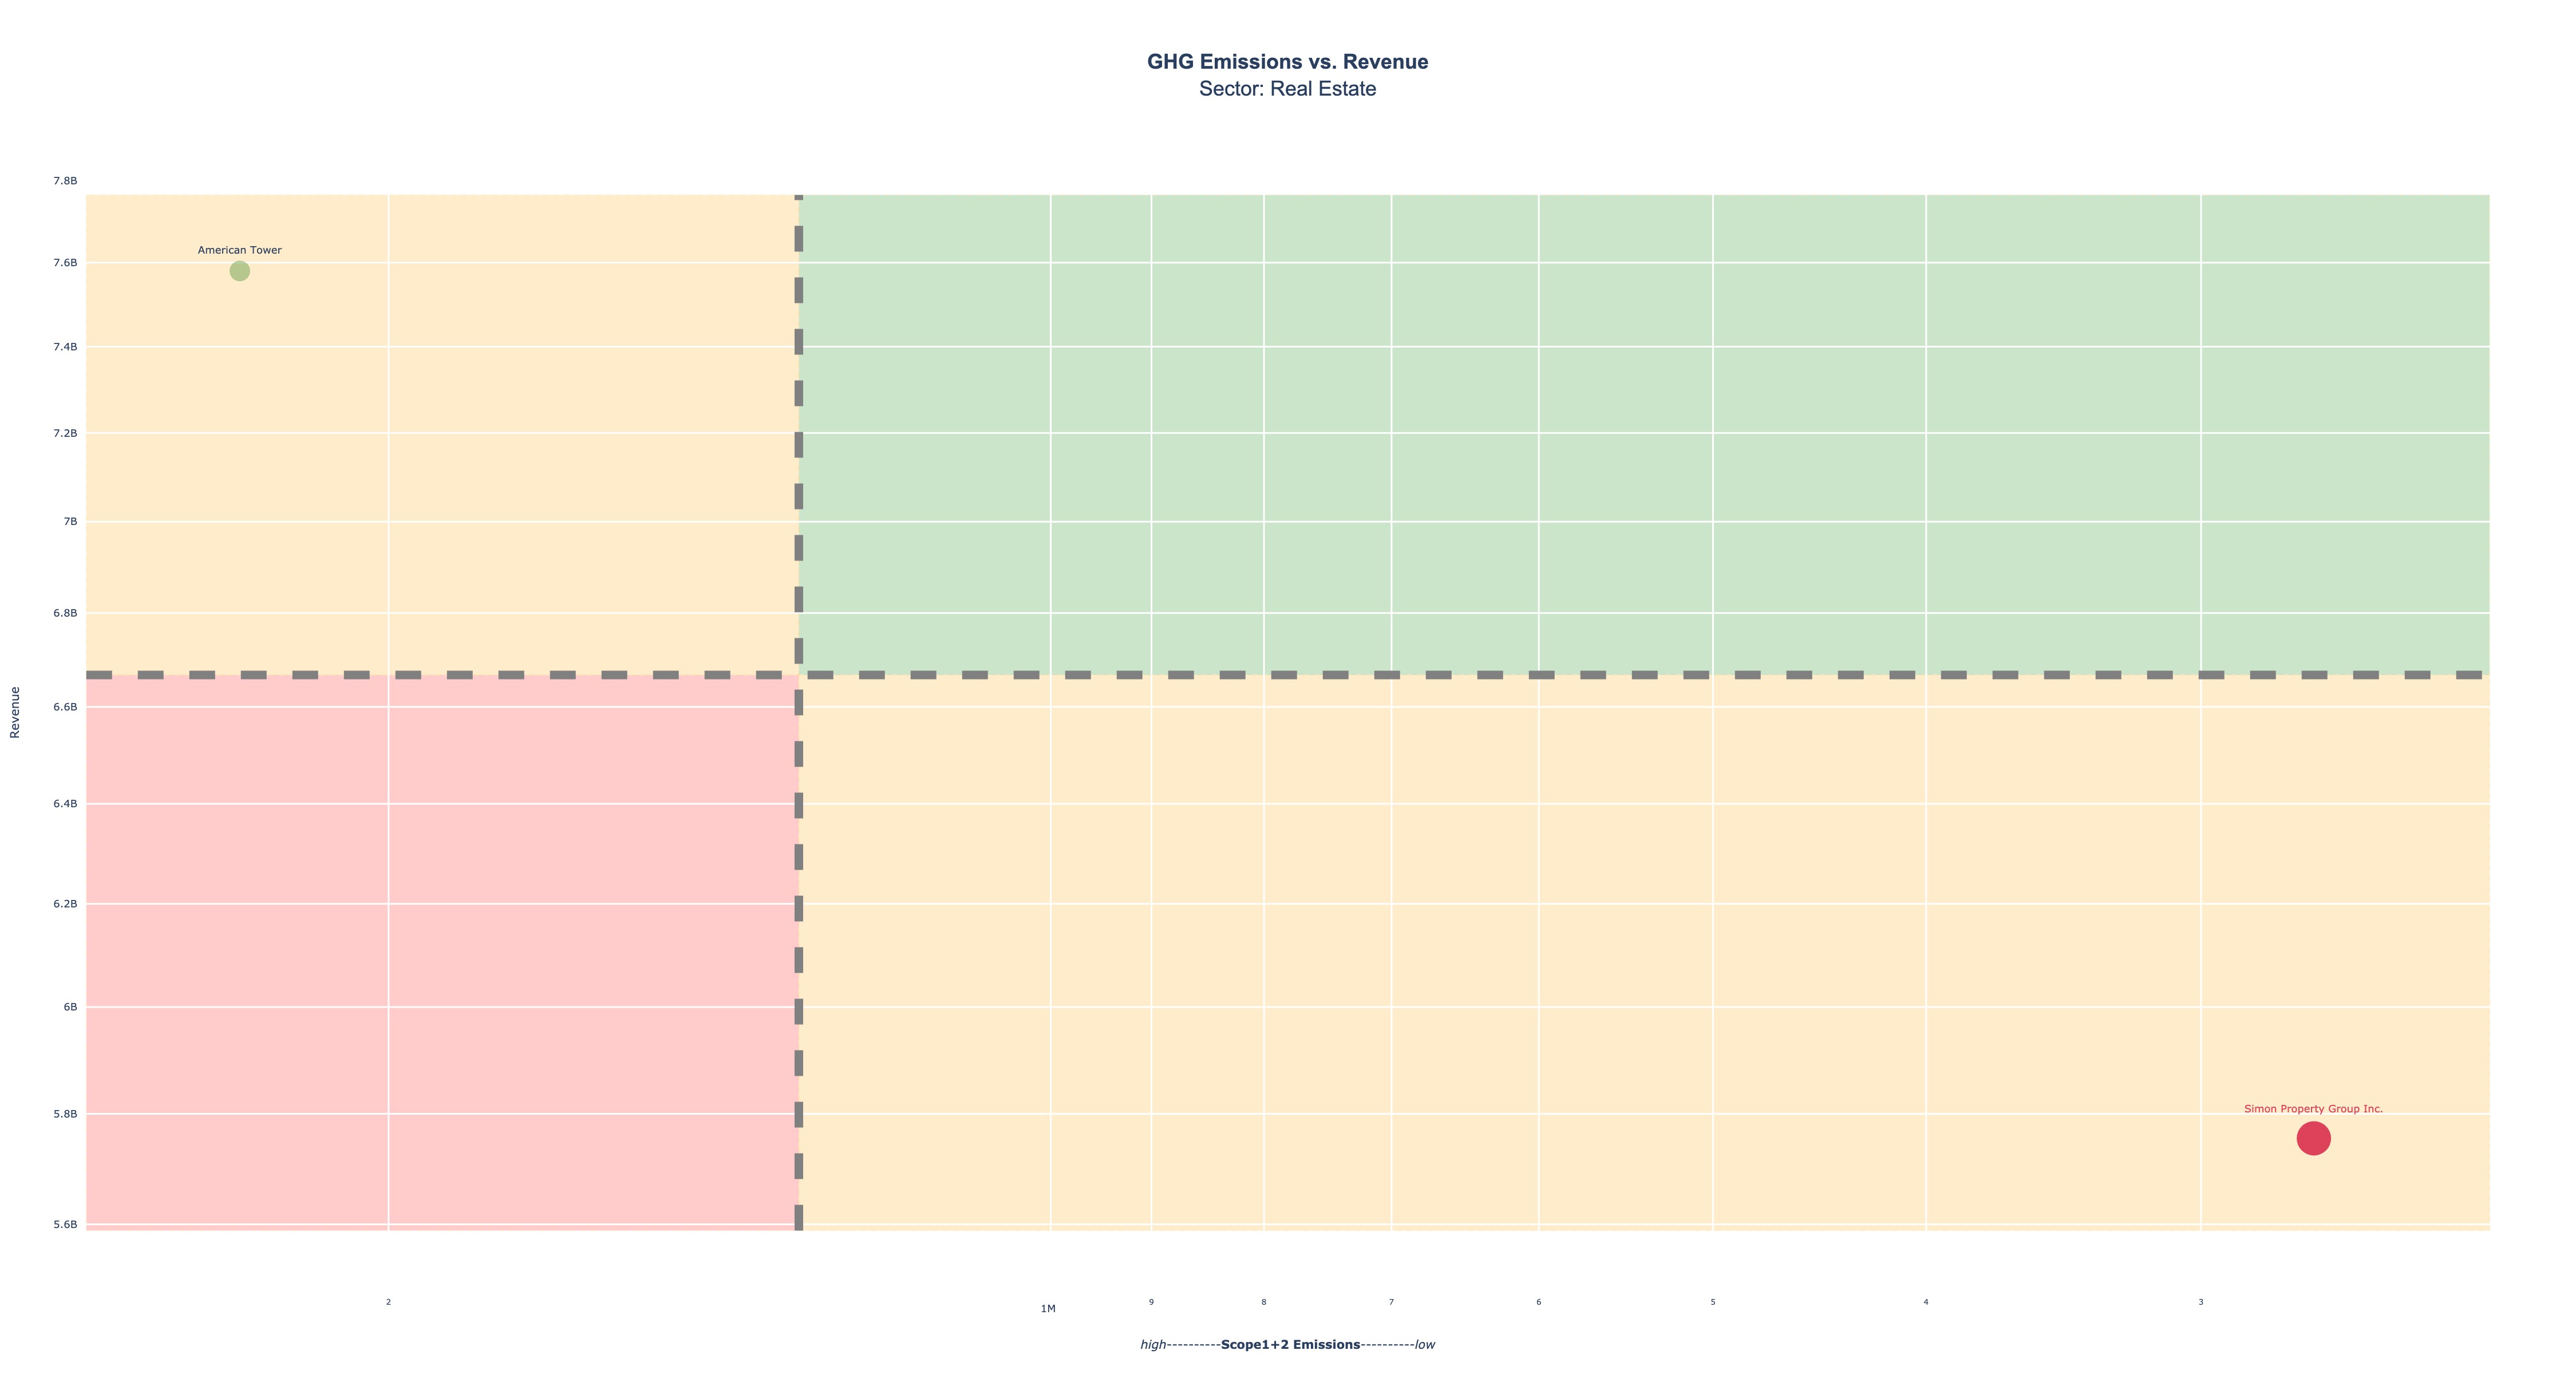 GHG Emissions vs. Revenue
Sector: Real Estate
7.8B
American Tower
7.6B
7.4B
7.2B
7B
6.8B
6.6B
Revenue
6.4B
6.2B
6B
Simon Property Group Inc.
5.8B
5.6B
2
1M
9
8
7
6
5
4
3
high----------Scope1+2 Emissions----------low